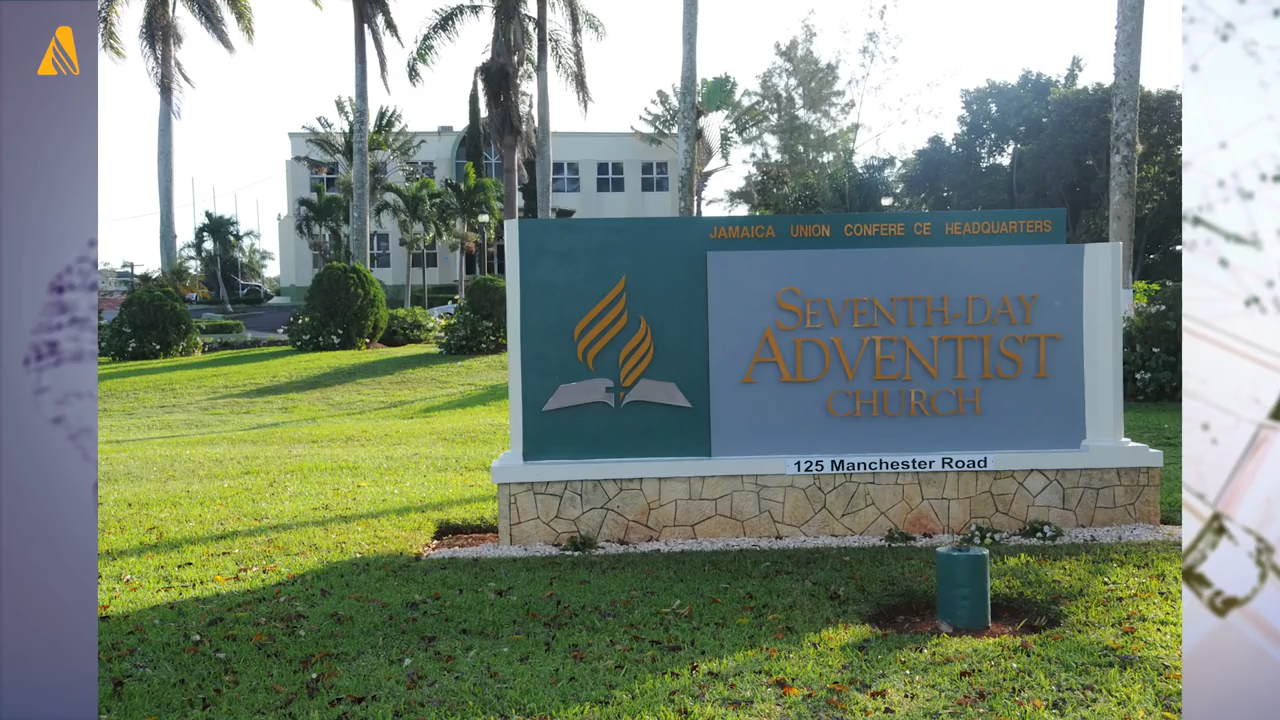 JAMAICA UNION CONFERE CE HEADQUARTERS
SEVENTH-DAY
ADVENTIST
CHURCH
125 Manchester Road